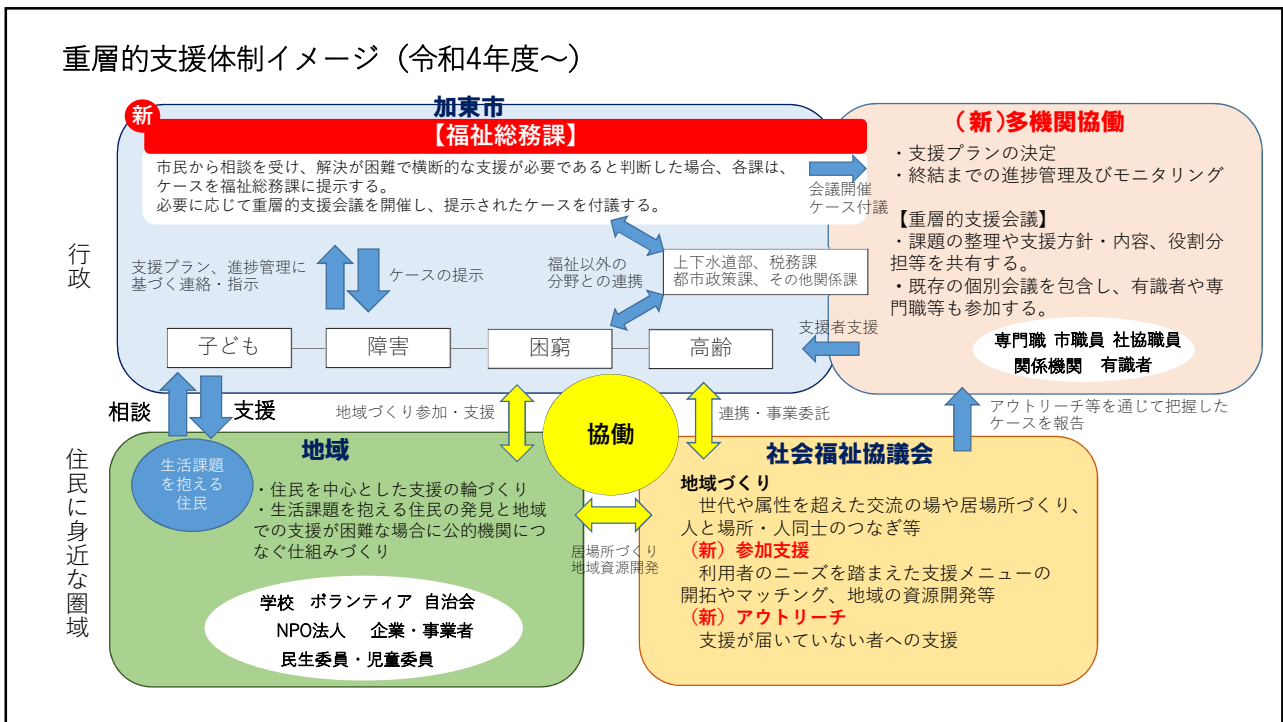 重層的支援体制イメージ（令和4年度～）
新
加東市
【福祉総務課】
市民から相談を受け、解決が困難で横断的な支援が必要であると判断した場合、各課は、
ケースを福祉総務課に提示する。
必要に応じて重層的支援会議を開催し、提示されたケースを付議する。
会議開催
ケース付議
（新）多機関協働
・支援プランの決定
・終結までの進捗管理及びモニタリング
【重層的支援会議】
・課題の整理や支援方針・内容、役割分
担等を共有する。
・既存の個別会議を包含し、有識者や専
門職等も参加する。
専門職 市職員 社協職員
関係機関 有識者
行政
支援プラン、進捗管理に
基づく連絡・指示
ケースの提示
福祉以外の
分野との連携
上下水道部、税務課
都市政策課、その他関係課
子ども
障害
困窮
高齢
支援者支援
相談
支援
地域づくり参加・支援
協働
連携・事業委託
アウトリーチ等を通じて把握した
ケースを報告
住民に身近な圏域
生活課題
を抱える
住民
地域
・住民を中心とした支援の輪づくり
・生活課題を抱える住民の発見と地域
での支援が困難な場合に公的機関につ
なぐ仕組みづくり
学校 ボランティア 自治会
NPO法人 企業・事業者
民生委員・児童委員
居場所づくり
地域資源開発
社会福祉協議会
地域づくり
世代や属性を超えた交流の場や居場所づくり、
人と場所・人同士のつなぎ等
（新）参加支援
利用者のニーズを踏まえた支援メニューの
開拓やマッチング、地域の資源開発等
（新）アウトリーチ
支援が届いていない者への支援